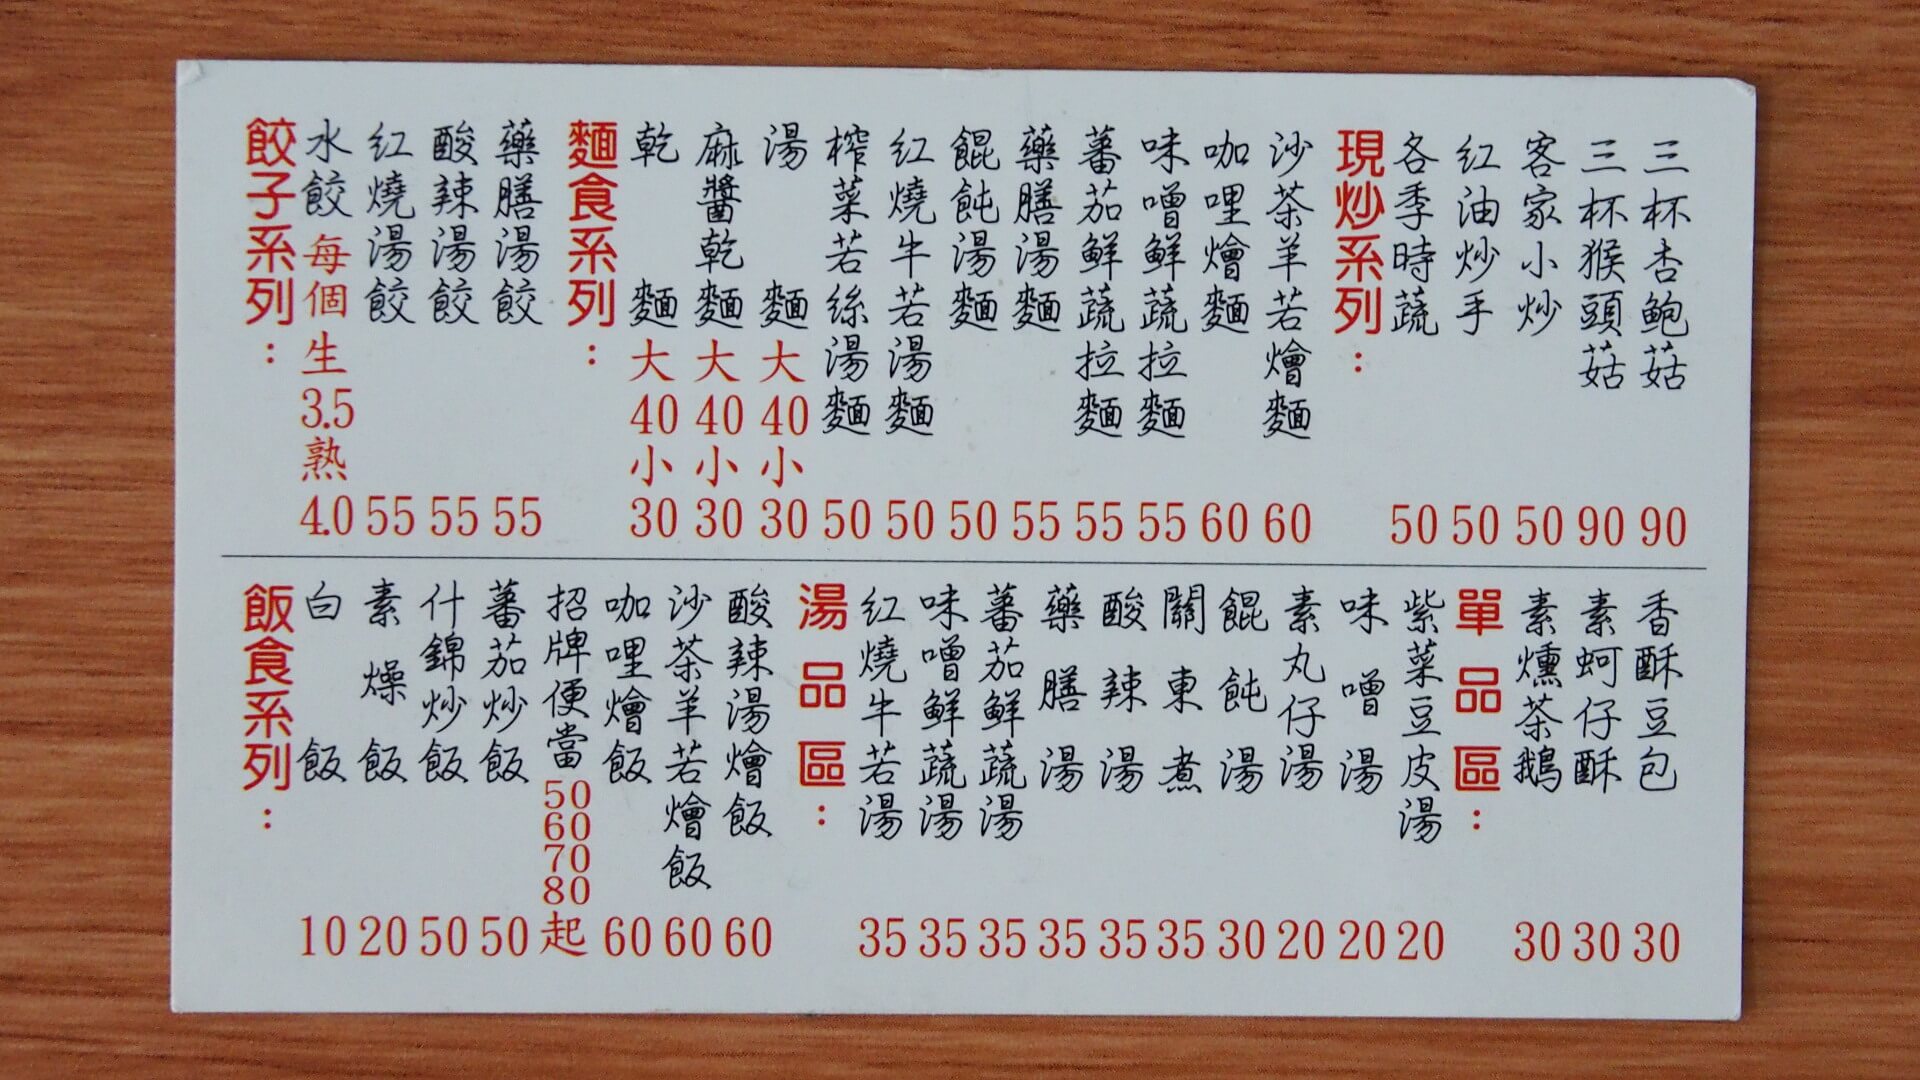 餃子系列：
水餃 每個 生 3.5 熟 4.0
紅燒湯餃 55
酸辣湯餃 55
藥膳湯餃 55
麵食系列：
乾麵 大 40 小 30
麻醬乾麵 大 40 小 30
湯麵 大 40 小 30
榨菜若絲湯麵 50
紅燒牛若湯麵 50
餛飩湯麵 50
藥膳湯麵 55
蕃茄鮮蔬拉麵 55
味噌鮮蔬拉麵 55
咖哩燴麵 60
沙茶羊若燴麵 60
現炒系列：
各季時蔬 50
紅油炒手 50
客家小炒 50
三杯猴頭菇 90
三杯杏鮑菇 90
飯食系列：
白飯 10
素燥飯 20
什錦炒飯 50
蕃茄炒飯 50
招牌便當 50 60 70 80 起
咖哩燴飯 60
沙茶羊若燴飯 60
酸辣湯燴飯 60
湯品區：
紅燒牛若湯 35
味噌鮮蔬湯 35
蕃茄鮮蔬湯 35
藥膳湯 35
酸辣湯 35
關東煮 35
餛飩湯 30
素丸仔湯 20
味噌湯 20
紫菜豆皮湯 20
單品區：
素燻茶鵝 30
素蚵仔酥 30
香酥豆包 30